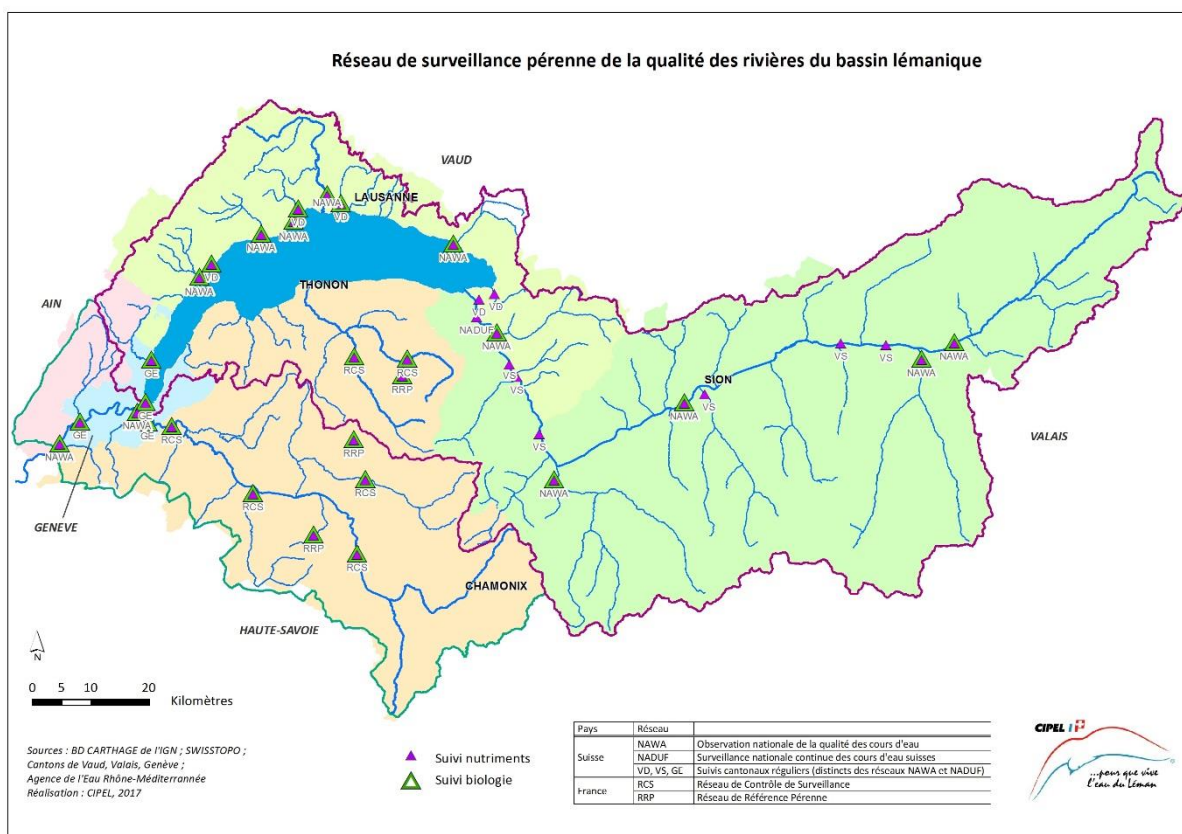 Réseau de surveillance pérenne de la qualité des rivières du bassin lémanique
VAUD
NAWA
LAUSANNE
VD
VD
NAWA
NAWA
NAWA
VD
NAWA
THONON
AIN
VD
VD
NADUF
NAWA
GE
RCS
RCS
RRP
VS
VS
VS
VS
NAWA
NAWA
SION
VS
NAWA
GE
NAWA
GE
GE
RCS
NAWA
RRP
VS
VALAIS
RCS
NAWA
RCS
GENEVE
RRP
RCS
CHAMONIX
HAUTE-SAVOIE
N
0 5 10 20
Kilomètres
Sources : BD CARTHAGE de l'IGN ; SWISSTOPO ;
Cantons de Vaud, Valais, Genève ;
Agence de l'Eau Rhône-Méditerrannée
Réalisation : CIPEL, 2017
Suivi nutriments
Suivi biologie
Pays Réseau
Suisse
NAWA Observation nationale de la qualité des cours d'eau
NADUF Surveillance nationale continue des cours d'eau suisses
VD, VS, GE Suivis cantonaux réguliers (distincts des réseaux NAWA et NADUF)
France
RCS Réseau de Contrôle de Surveillance
RRP Réseau de Référence Pérenne
CIPEL
...pour que vive
l'eau du Léman